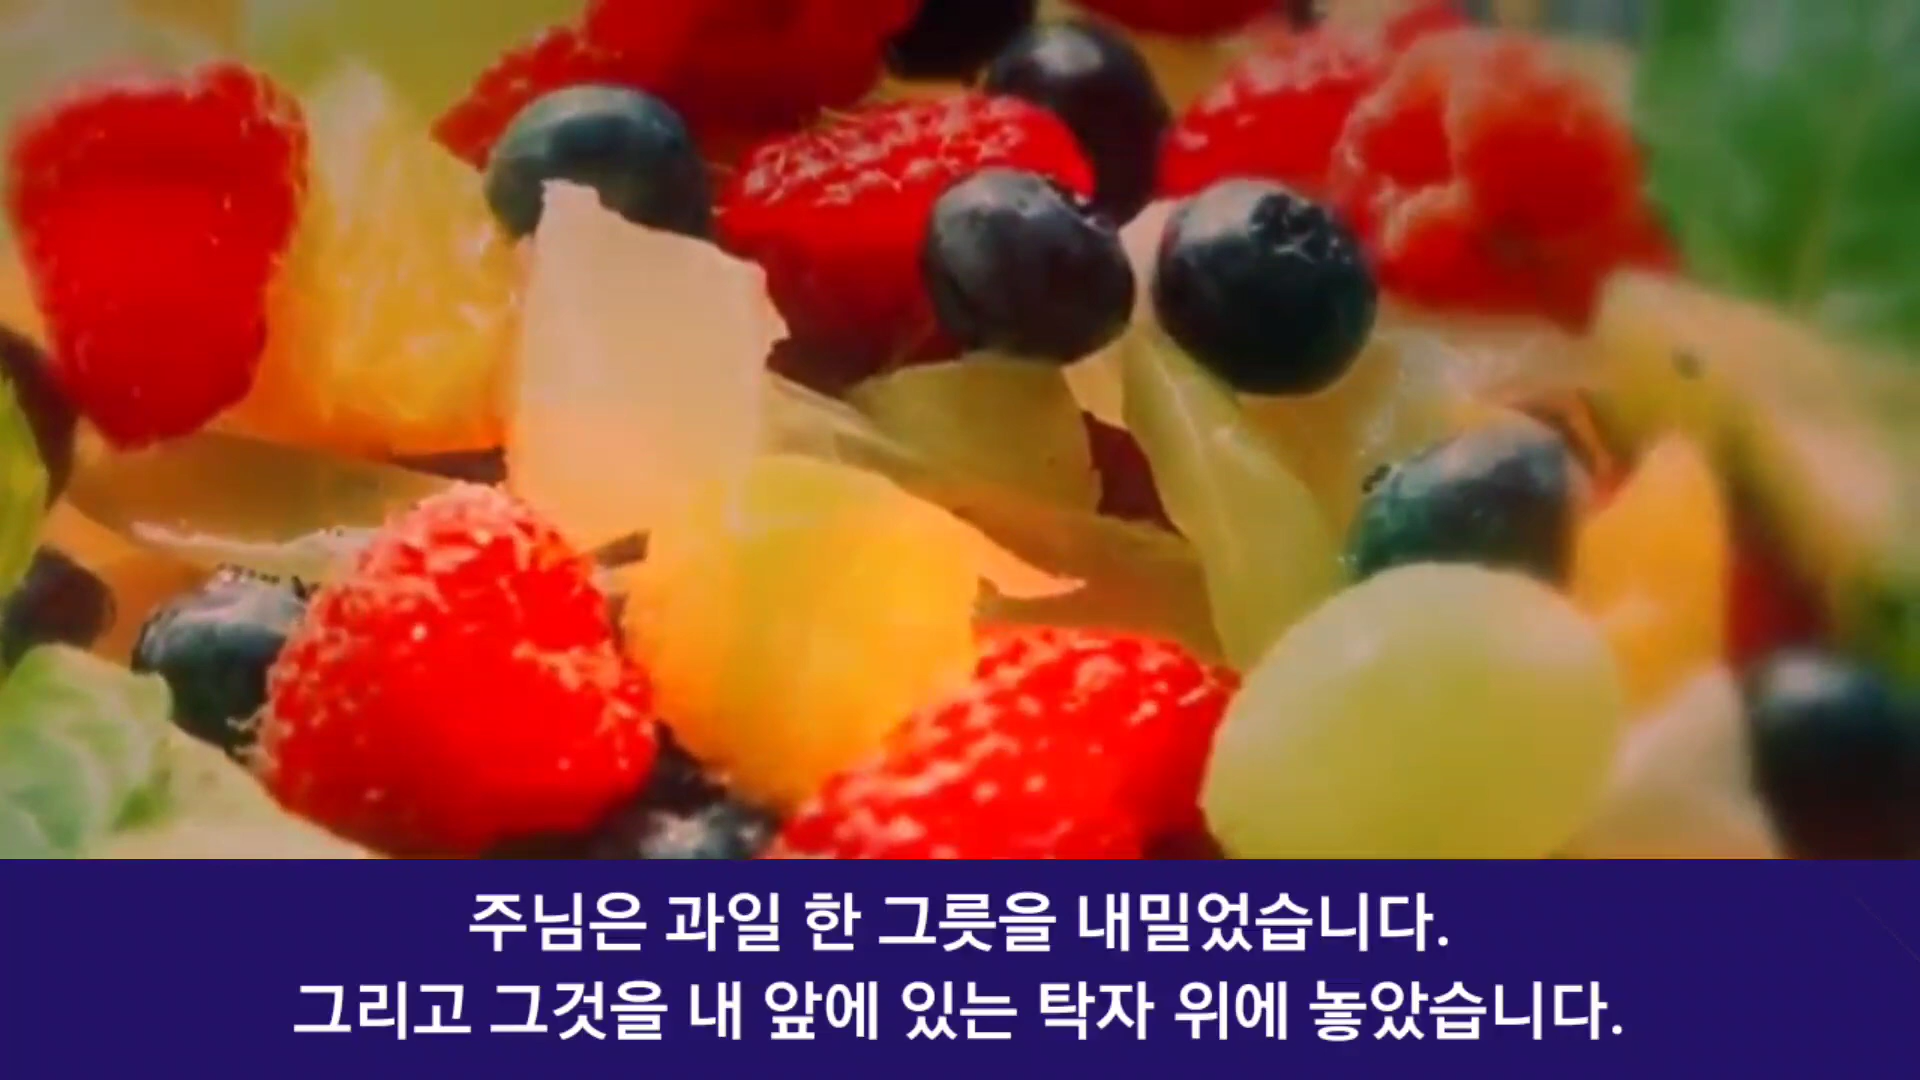 주님은 과일 한 그릇을 내밀었습니다.
그리고 그것을 내 앞에 있는 탁자 위에 놓았습니다.